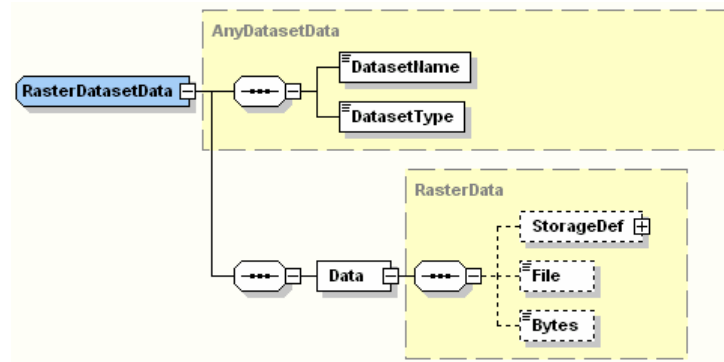 AnyDatasetData
RasterDatasetData
DatasetName
DatasetType
RasterData
StorageDef
Data
File
Bytes